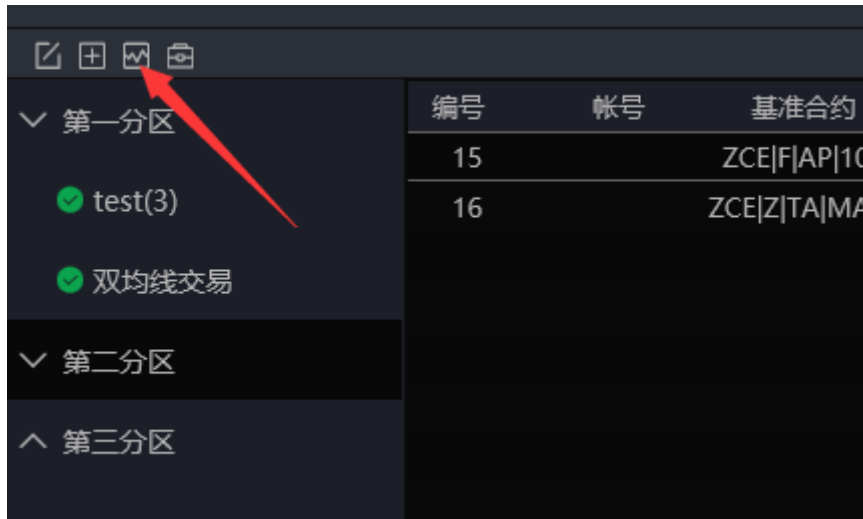 第一分区
test(3)
双均线交易
第二分区
第三分区
编号 帐号 基准合约
15 ZCE|F|AP|10
16 ZCE|Z|TA|MA